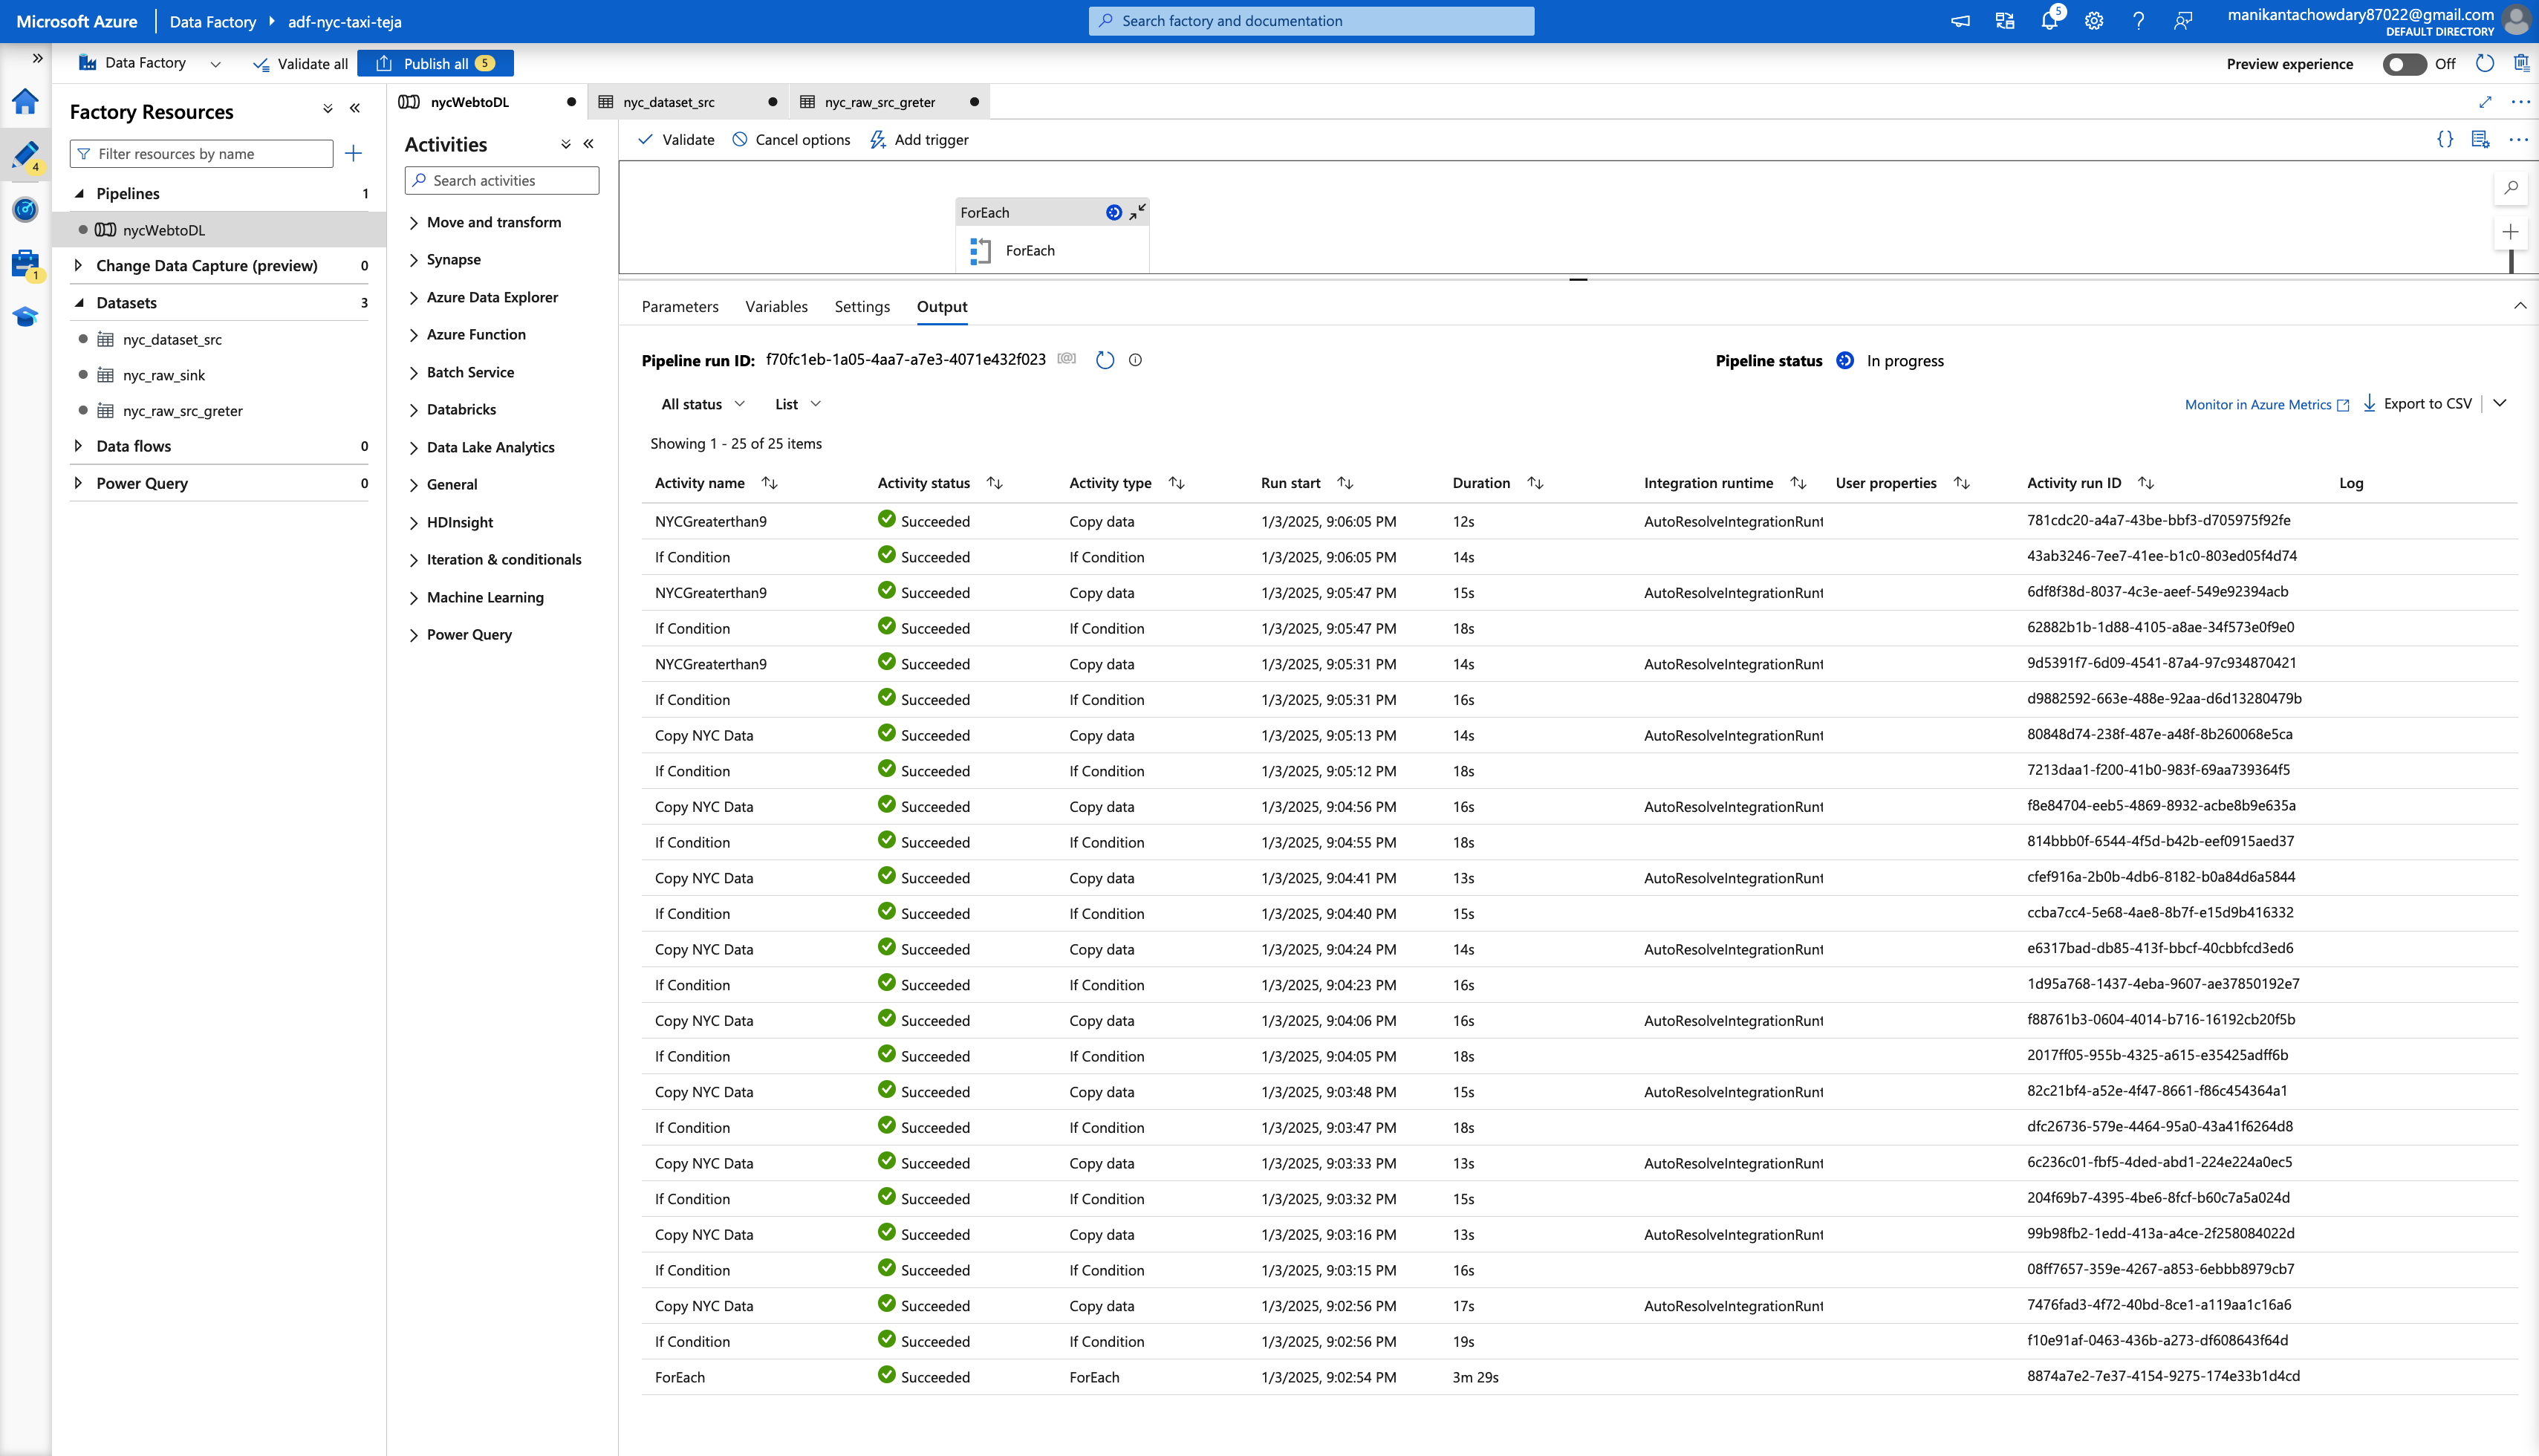 Microsoft Azure Data Factory adf-nyc-taxi-teja Search factory and documentation 5 manikantachowdary87022@gmail.com
DEFAULT DIRECTORY
Data Factory Validate all Publish all 5 Preview experience Off
Factory Resources
Filter resources by name
4
1
Pipelines 1
nycWebtoDL
Change Data Capture (preview) 0
Datasets 3
nyc_dataset_src
nyc_raw_sink
nyc_raw_src_greter
Data flows 0
Power Query 0
nycWebtoDL nyc_dataset_src nyc_raw_src_greter
Activities
Search activities
Move and transform
Synapse
Azure Data Explorer
Azure Function
Batch Service
Databricks
Data Lake Analytics
General
HDInsight
Iteration & conditionals
Machine Learning
Power Query
Validate Cancel options Add trigger
ForEach
ForEach
Parameters Variables Settings Output
Pipeline run ID: f70fc1eb-1a05-4aa7-a7e3-4071e432f023 Pipeline status In progress
All status List Monitor in Azure Metrics Export to CSV
Showing 1 - 25 of 25 items
Activity name Activity status Activity type Run start Duration Integration runtime User properties Activity run ID Log
NYCGreaterthan9 Succeeded Copy data 1/3/2025, 9:06:05 PM 12s AutoResolveIntegrationRunt 781cdc20-a4a7-43be-bbf3-d705975f92fe
If Condition Succeeded If Condition 1/3/2025, 9:06:05 PM 14s 43ab3246-7ee7-41ee-b1c0-803ed05f4d74
NYCGreaterthan9 Succeeded Copy data 1/3/2025, 9:05:47 PM 15s AutoResolveIntegrationRunt 6df8f38d-8037-4c3e-aeef-549e92394acb
If Condition Succeeded If Condition 1/3/2025, 9:05:47 PM 18s 62882b1b-1d88-4105-a8ae-34f573e0f9e0
NYCGreaterthan9 Succeeded Copy data 1/3/2025, 9:05:31 PM 14s AutoResolveIntegrationRunt 9d5391f7-6d09-4541-87a4-97c934870421
If Condition Succeeded If Condition 1/3/2025, 9:05:31 PM 16s d9882592-663e-488e-92aa-d6d13280479b
Copy NYC Data Succeeded Copy data 1/3/2025, 9:05:13 PM 14s AutoResolveIntegrationRunt 80848d74-238f-487e-a48f-8b260068e5ca
If Condition Succeeded If Condition 1/3/2025, 9:05:12 PM 18s 7213daa1-f200-41b0-983f-69aa739364f5
Copy NYC Data Succeeded Copy data 1/3/2025, 9:04:56 PM 16s AutoResolveIntegrationRunt f8e84704-eeb5-4869-8932-acbe8b9e635a
If Condition Succeeded If Condition 1/3/2025, 9:04:55 PM 18s 814bbb0f-6544-4f5d-b42b-eef0915aed37
Copy NYC Data Succeeded Copy data 1/3/2025, 9:04:41 PM 13s AutoResolveIntegrationRunt cfef916a-2b0b-4db6-8182-b0a84d6a5844
If Condition Succeeded If Condition 1/3/2025, 9:04:40 PM 15s ccba7cc4-5e68-4ae8-8b7f-e15d9b416332
Copy NYC Data Succeeded Copy data 1/3/2025, 9:04:24 PM 14s AutoResolveIntegrationRunt e6317bad-db85-413f-bbcf-40cbbfcd3ed6
If Condition Succeeded If Condition 1/3/2025, 9:04:23 PM 16s 1d95a768-1437-4eba-9607-ae37850192e7
Copy NYC Data Succeeded Copy data 1/3/2025, 9:04:06 PM 16s AutoResolveIntegrationRunt f88761b3-0604-4014-b716-16192cb20f5b
If Condition Succeeded If Condition 1/3/2025, 9:04:05 PM 18s 2017ff05-955b-4325-a615-e35425adff6b
Copy NYC Data Succeeded Copy data 1/3/2025, 9:03:48 PM 15s AutoResolveIntegrationRunt 82c21bf4-a52e-4f47-8661-f86c454364a1
If Condition Succeeded If Condition 1/3/2025, 9:03:47 PM 18s dfc26736-579e-4464-95a0-43a41f6264d8
Copy NYC Data Succeeded Copy data 1/3/2025, 9:03:33 PM 13s AutoResolveIntegrationRunt 6c236c01-fbf5-4ded-abd1-224e224a0ec5
If Condition Succeeded If Condition 1/3/2025, 9:03:32 PM 15s 204f69b7-4395-4be6-8fcf-b60c7a5a024d
Copy NYC Data Succeeded Copy data 1/3/2025, 9:03:16 PM 13s AutoResolveIntegrationRunt 99b98fb2-1edd-413a-a4ce-2f258084022d
If Condition Succeeded If Condition 1/3/2025, 9:03:15 PM 16s 08ff7657-359e-4267-a853-6ebbb8979cb7
Copy NYC Data Succeeded Copy data 1/3/2025, 9:02:56 PM 17s AutoResolveIntegrationRunt 7476fad3-4f72-40bd-8ce1-a119aa1c16a6
If Condition Succeeded If Condition 1/3/2025, 9:02:56 PM 19s f10e91af-0463-436b-a273-df608643f64d
ForEach Succeeded ForEach 1/3/2025, 9:02:54 PM 3m 29s 8874a7e2-7e37-4154-9275-174e33b1d4cd